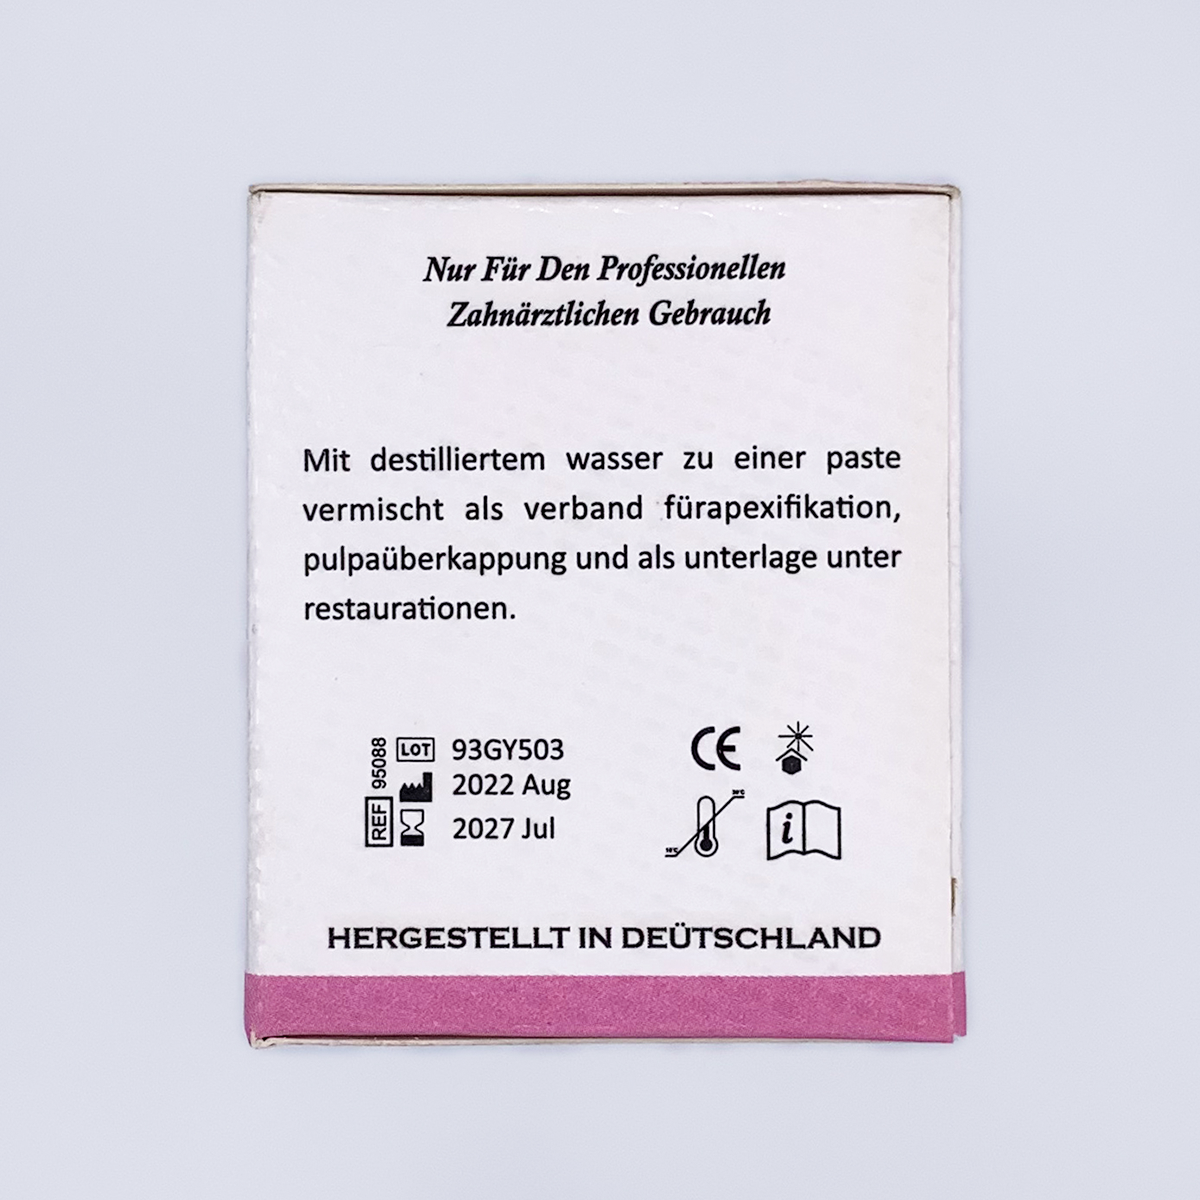 Nur Für Den Professionellen
Zahnärztlichen Gebrauch
Mit destilliertem wasser zu einer paste
vermischt als verband fürapexifikation,
pulpaüberkappung und als unterlage unter
restaurationen.
REF 95088
LOT 93GY503
2022 Aug
2027 Jul
CE
i
HERGESTELLT IN DEÜTSCHLAND